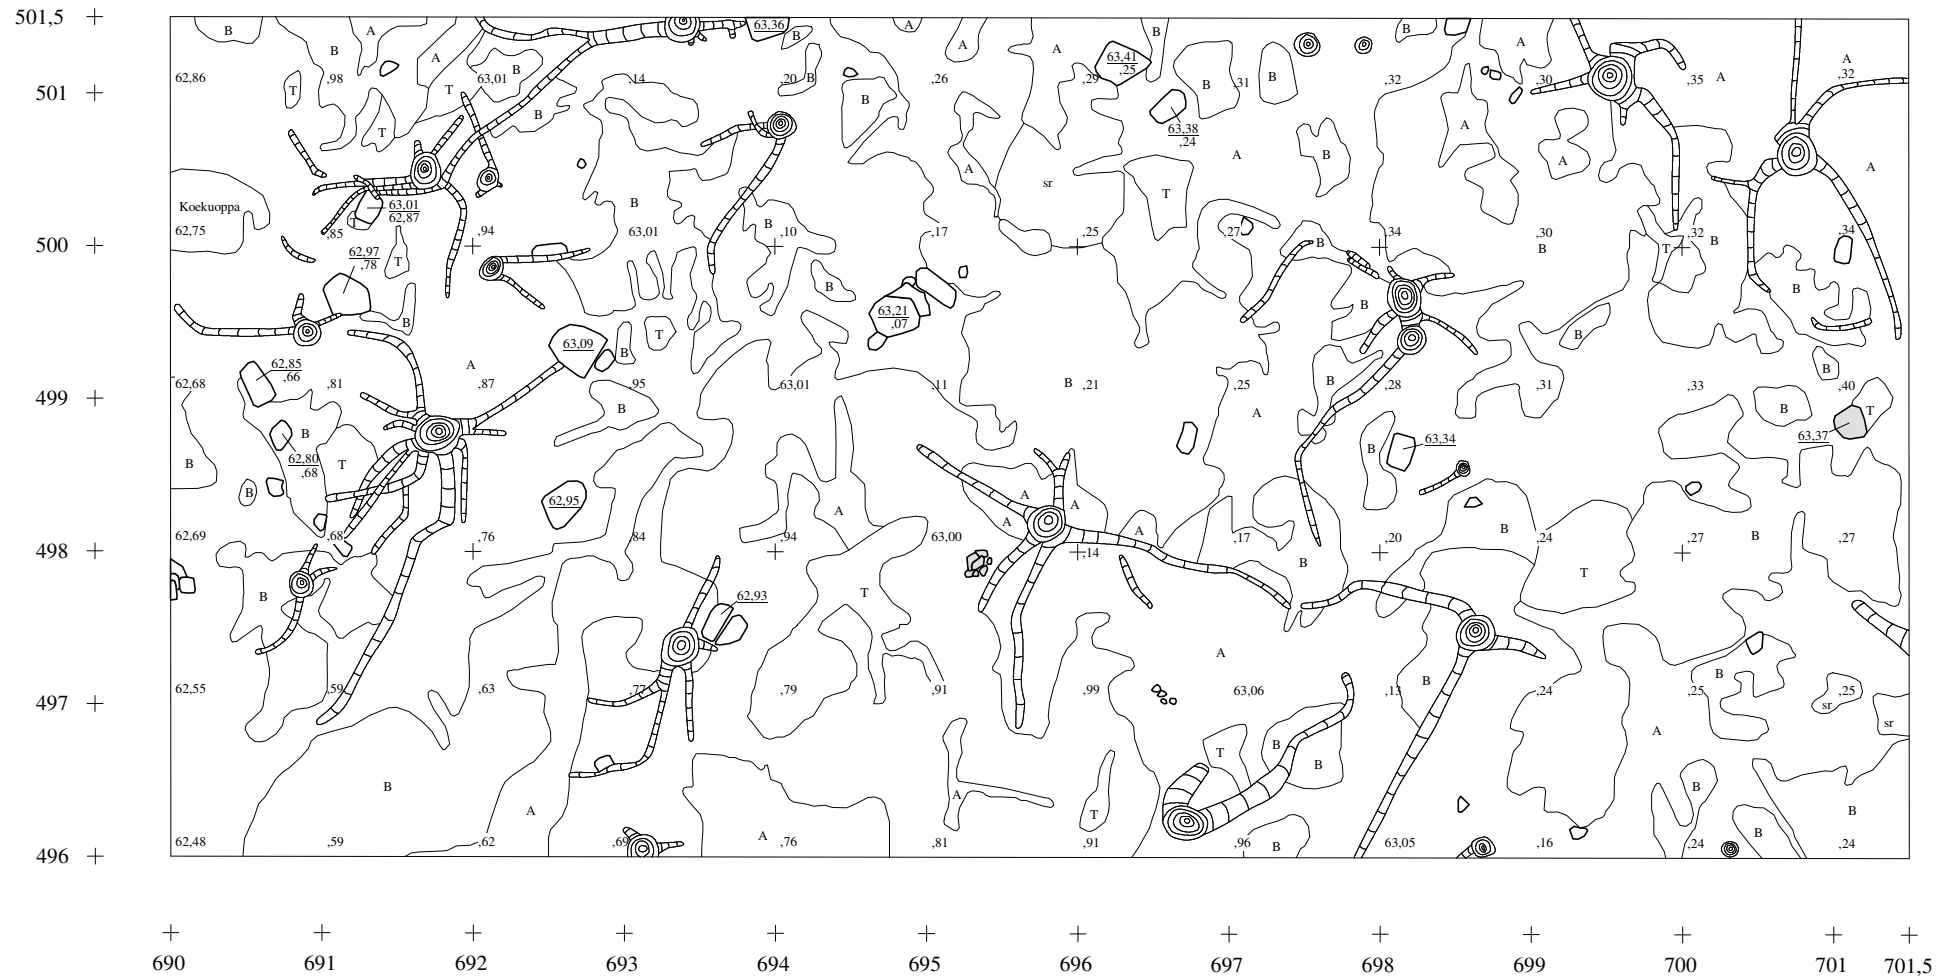 501,5
B B A A 63,36 B A A A B B A A
A 63,41 ,25
62,86 ,98 63,01 B ,14 ,20 B ,26 ,29 ,31 B ,32 ,30 ,35 A ,32
501
T T B B B
T B 63,38 ,24 A B A A
A sr T A
Koekuoppa 63,01 62,87 B B
T
62,75 ,85 ,94 63,01 ,10 ,17 ,25 ,27 ,34 ,30 ,32 ,34
500
62,97 ,78 T B B T B
B B B B
63,21 ,07
B T B
63,09 B
62,85 ,66 A B
62,68 ,81 ,87 ,95 63,01 ,11 B ,21 ,25 B ,28 ,31 ,33 ,40
499
B A B T
B 63,37
62,80 ,68 T B 63,34
B B A A
62,95 A A A B
62,69 ,68 ,76 ,84 ,94 63,00 ,14 ,17 ,20 ,24 B ,27 ,27
498
B T B T
62,93
A
62,55 ,59 ,63 ,77 ,79 ,91 ,99 63,06 ,13 B ,24 ,25 B ,25
497
sr sr
T B A
B B
B A A T B B
A B
62,48 ,59 ,62 ,69 ,76 ,81 ,91 ,96 B 63,05 ,16 ,24 ,24
496
690 691 692 693 694 695 696 697 698 699 700 701 701,5